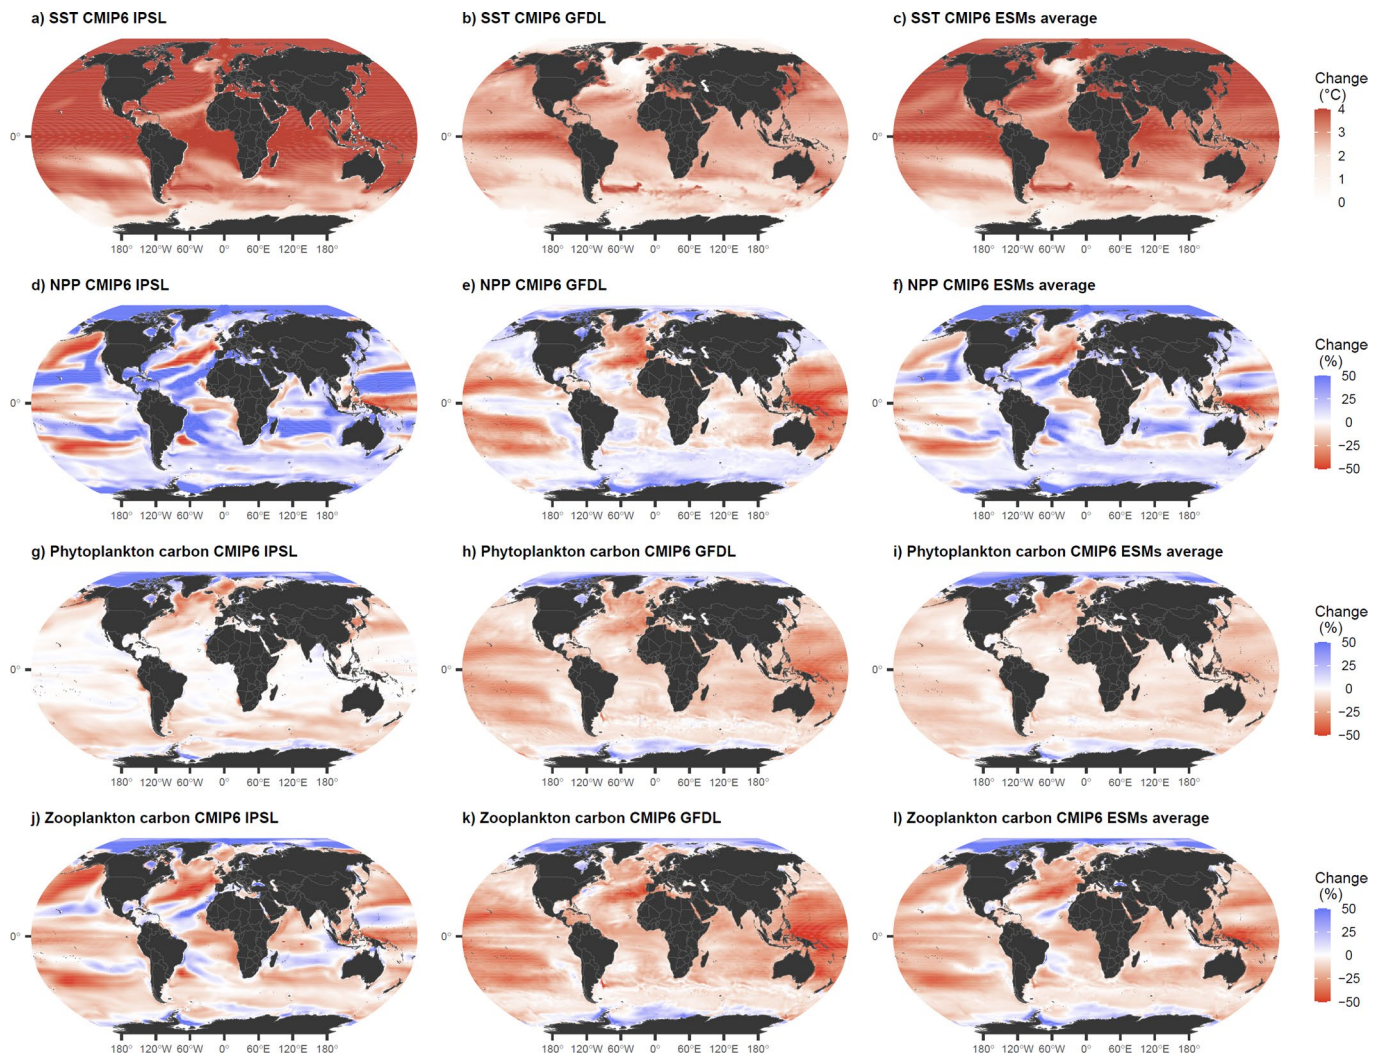 a) SST CMIP6 IPSL
b) SST CMIP6 GFDL
c) SST CMIP6 ESMs average
Change
(°C)
4
3
2
1
0
0°
180° 120°W 60°W 0° 60°E 120°E 180°
180° 120°W 60°W 0° 60°E 120°E 180°
180° 120°W 60°W 0° 60°E 120°E 180°
d) NPP CMIP6 IPSL
e) NPP CMIP6 GFDL
f) NPP CMIP6 ESMs average
Change
(%)
50
25
0
−25
−50
0°
180° 120°W 60°W 0° 60°E 120°E 180°
180° 120°W 60°W 0° 60°E 120°E 180°
180° 120°W 60°W 0° 60°E 120°E 180°
g) Phytoplankton carbon CMIP6 IPSL
h) Phytoplankton carbon CMIP6 GFDL
i) Phytoplankton carbon CMIP6 ESMs average
Change
(%)
50
25
0
−25
−50
0°
180° 120°W 60°W 0° 60°E 120°E 180°
180° 120°W 60°W 0° 60°E 120°E 180°
180° 120°W 60°W 0° 60°E 120°E 180°
j) Zooplankton carbon CMIP6 IPSL
k) Zooplankton carbon CMIP6 GFDL
l) Zooplankton carbon CMIP6 ESMs average
Change
(%)
50
25
0
−25
−50
0°
180° 120°W 60°W 0° 60°E 120°E 180°
180° 120°W 60°W 0° 60°E 120°E 180°
180° 120°W 60°W 0° 60°E 120°E 180°